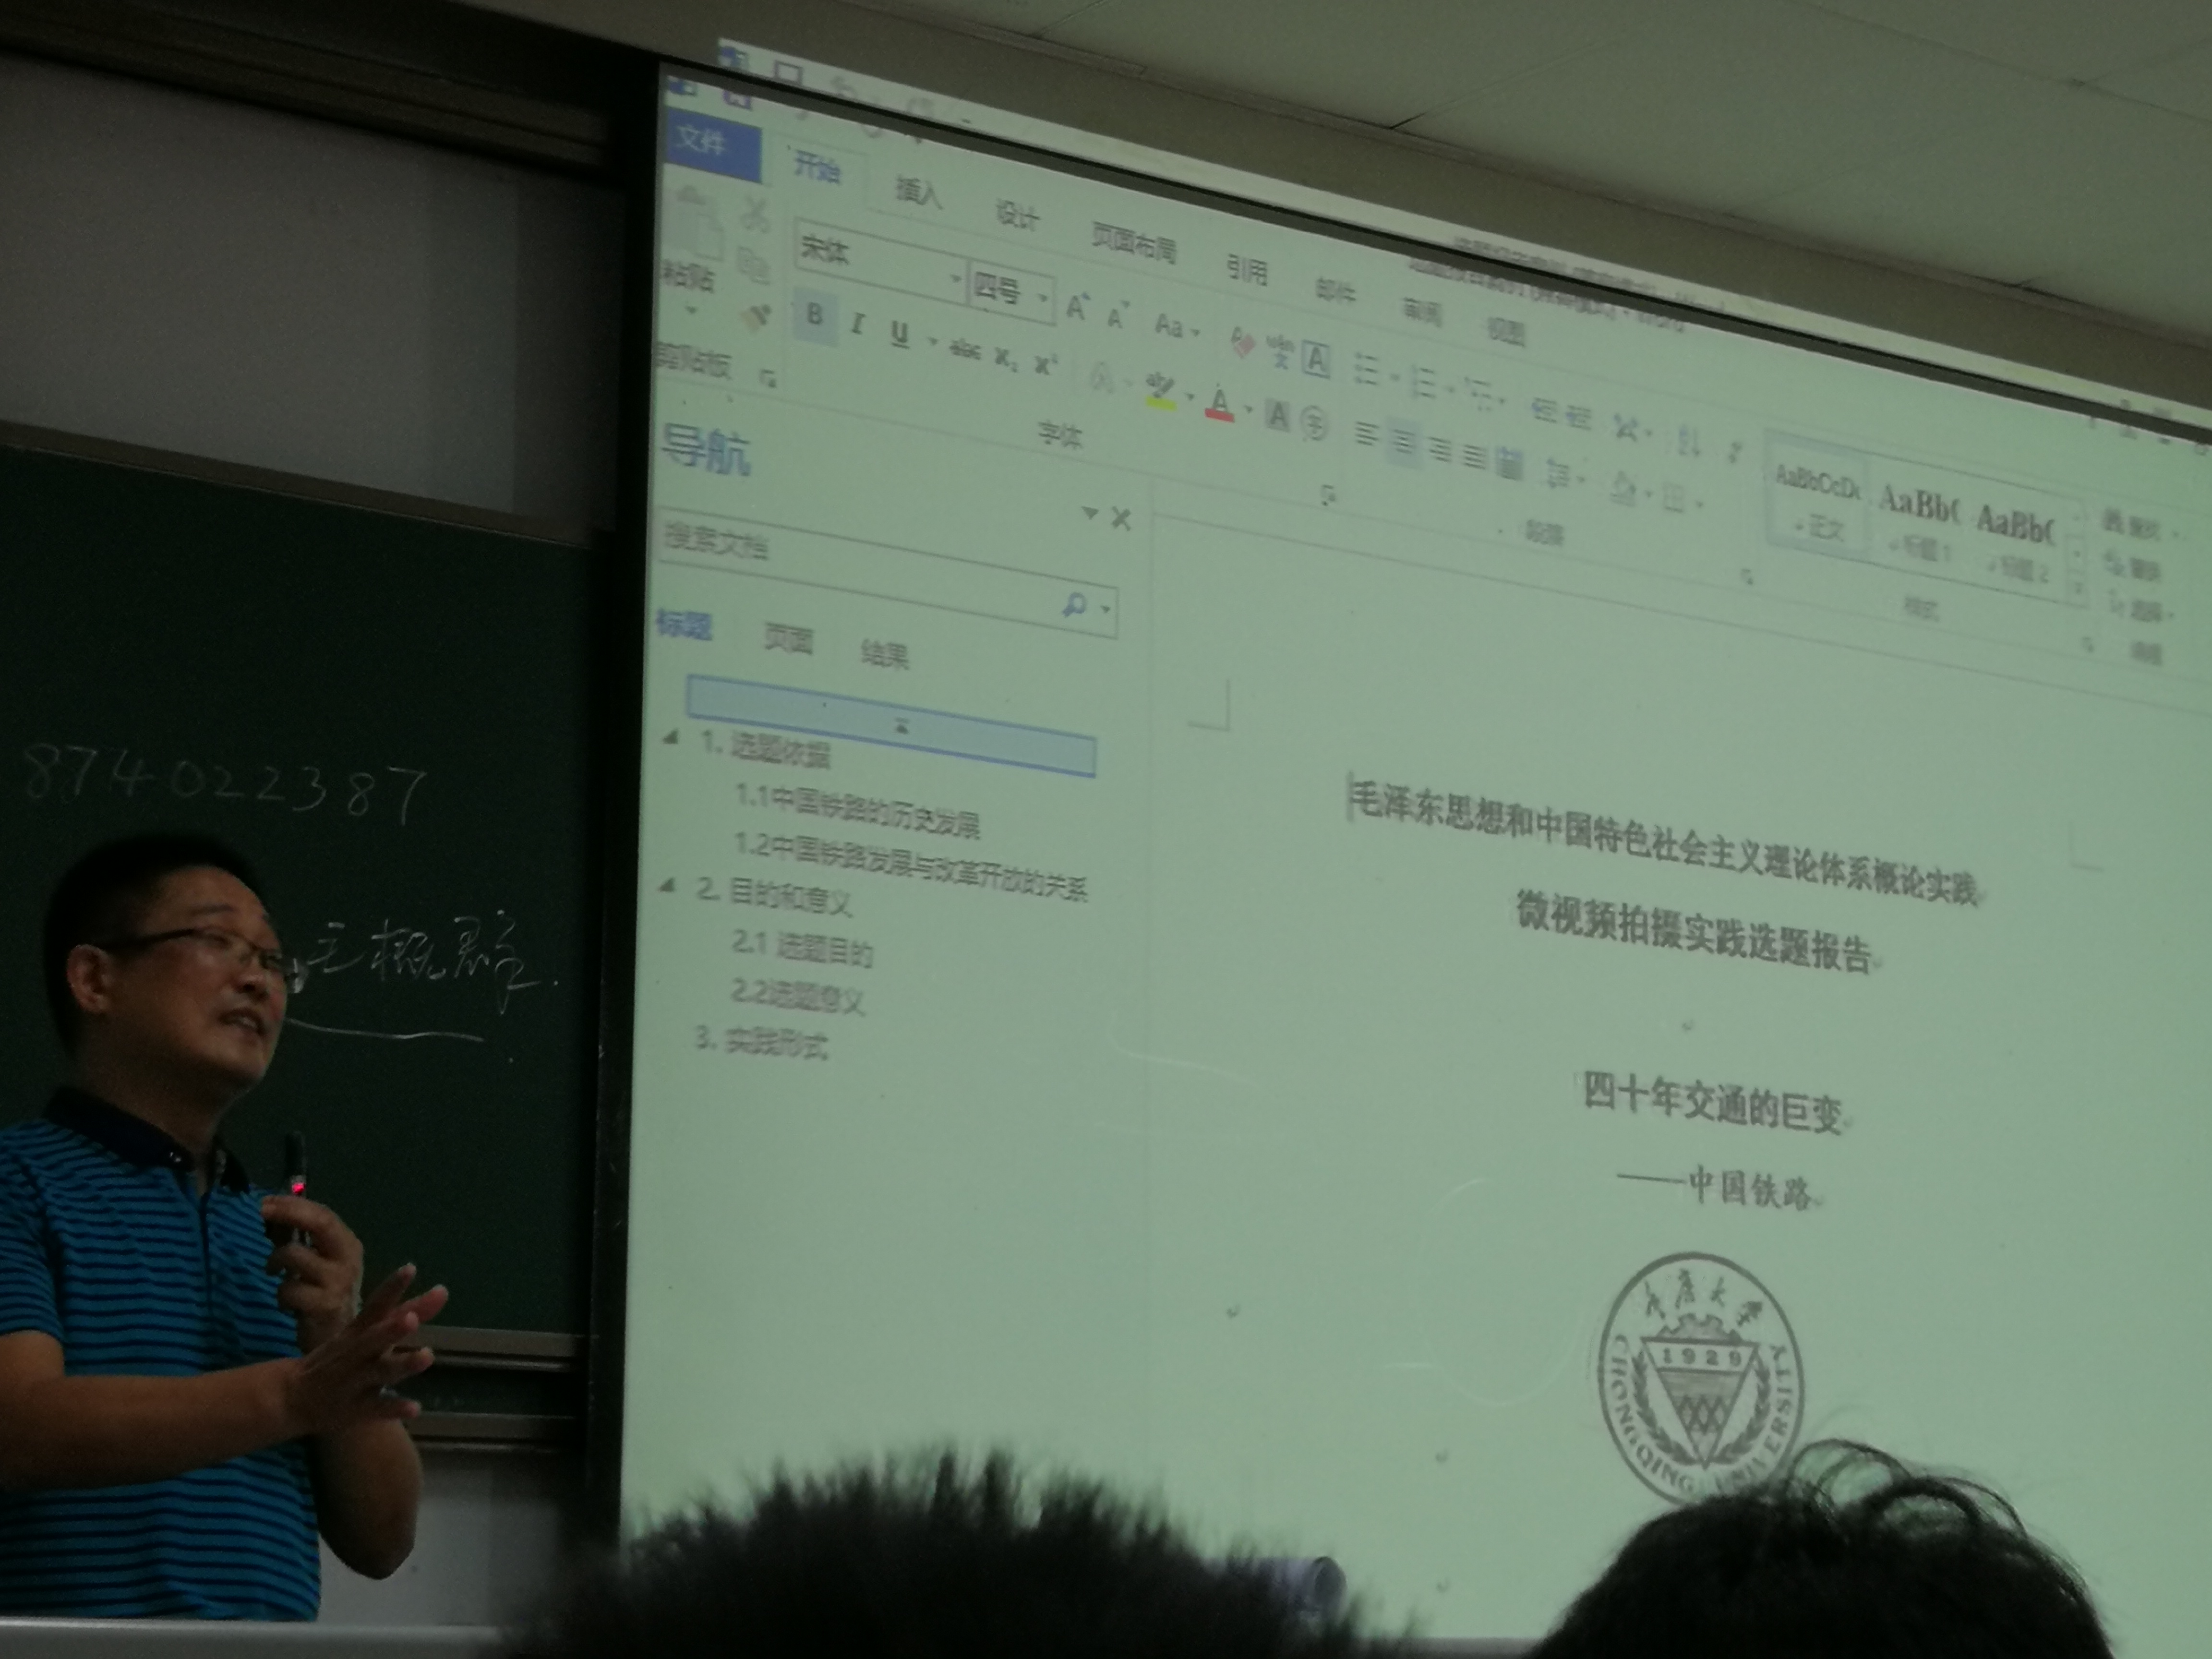 文件
开始
插入
设计
页面布局
引用
邮件
审阅
视图
粘贴
剪贴板
宋体
四号
字体
段落
AaBbCcDc
正文
AaBb(
标题 1
AaBb(
标题 2
样式
查找
替换
选择
编辑
导航
搜索文档
标题 页面 结果
1. 选题依据
1.1中国铁路的历史发展
1.2中国铁路发展与改革开放的关系
2. 目的和意义
2.1 选题目的
2.2选题意义
3. 实践形式
毛泽东思想和中国特色社会主义理论体系概论实践
微视频拍摄实践选题报告
四十年交通的巨变
——中国铁路
重庆大学
1929
CHONGQING UNIVERSITY
874022387
毛概群.